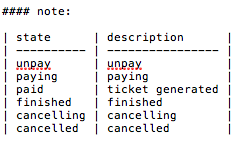 #### note:
| state | description |
| ---------- | ---------------- |
| unpay | unpay |
| paying | paying |
| paid | ticket generated |
| finished | finished |
| cancelling | cancelling |
| cancelled | cancelled |